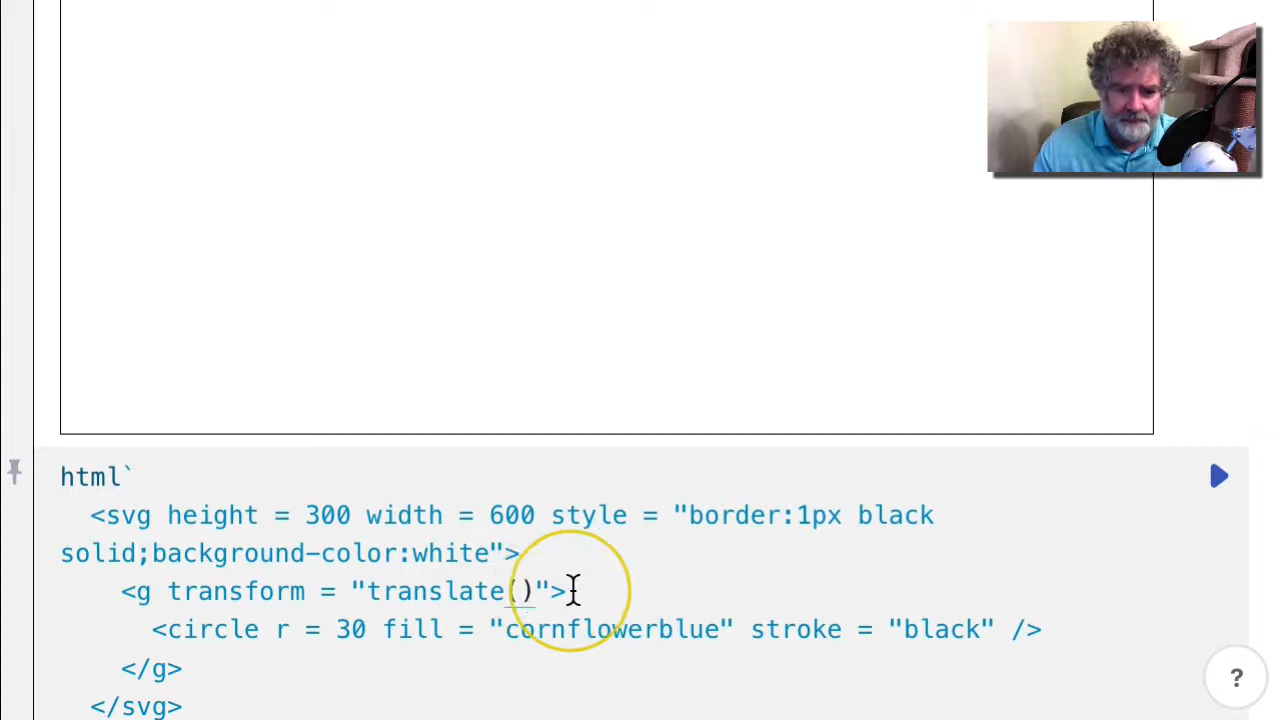 html`
<svg height = 300 width = 600 style = "border:1px black
solid;background-color:white">
<g transform = "translate()">
<circle r = 30 fill = "cornflowerblue" stroke = "black" />
</g>
</svg>
?